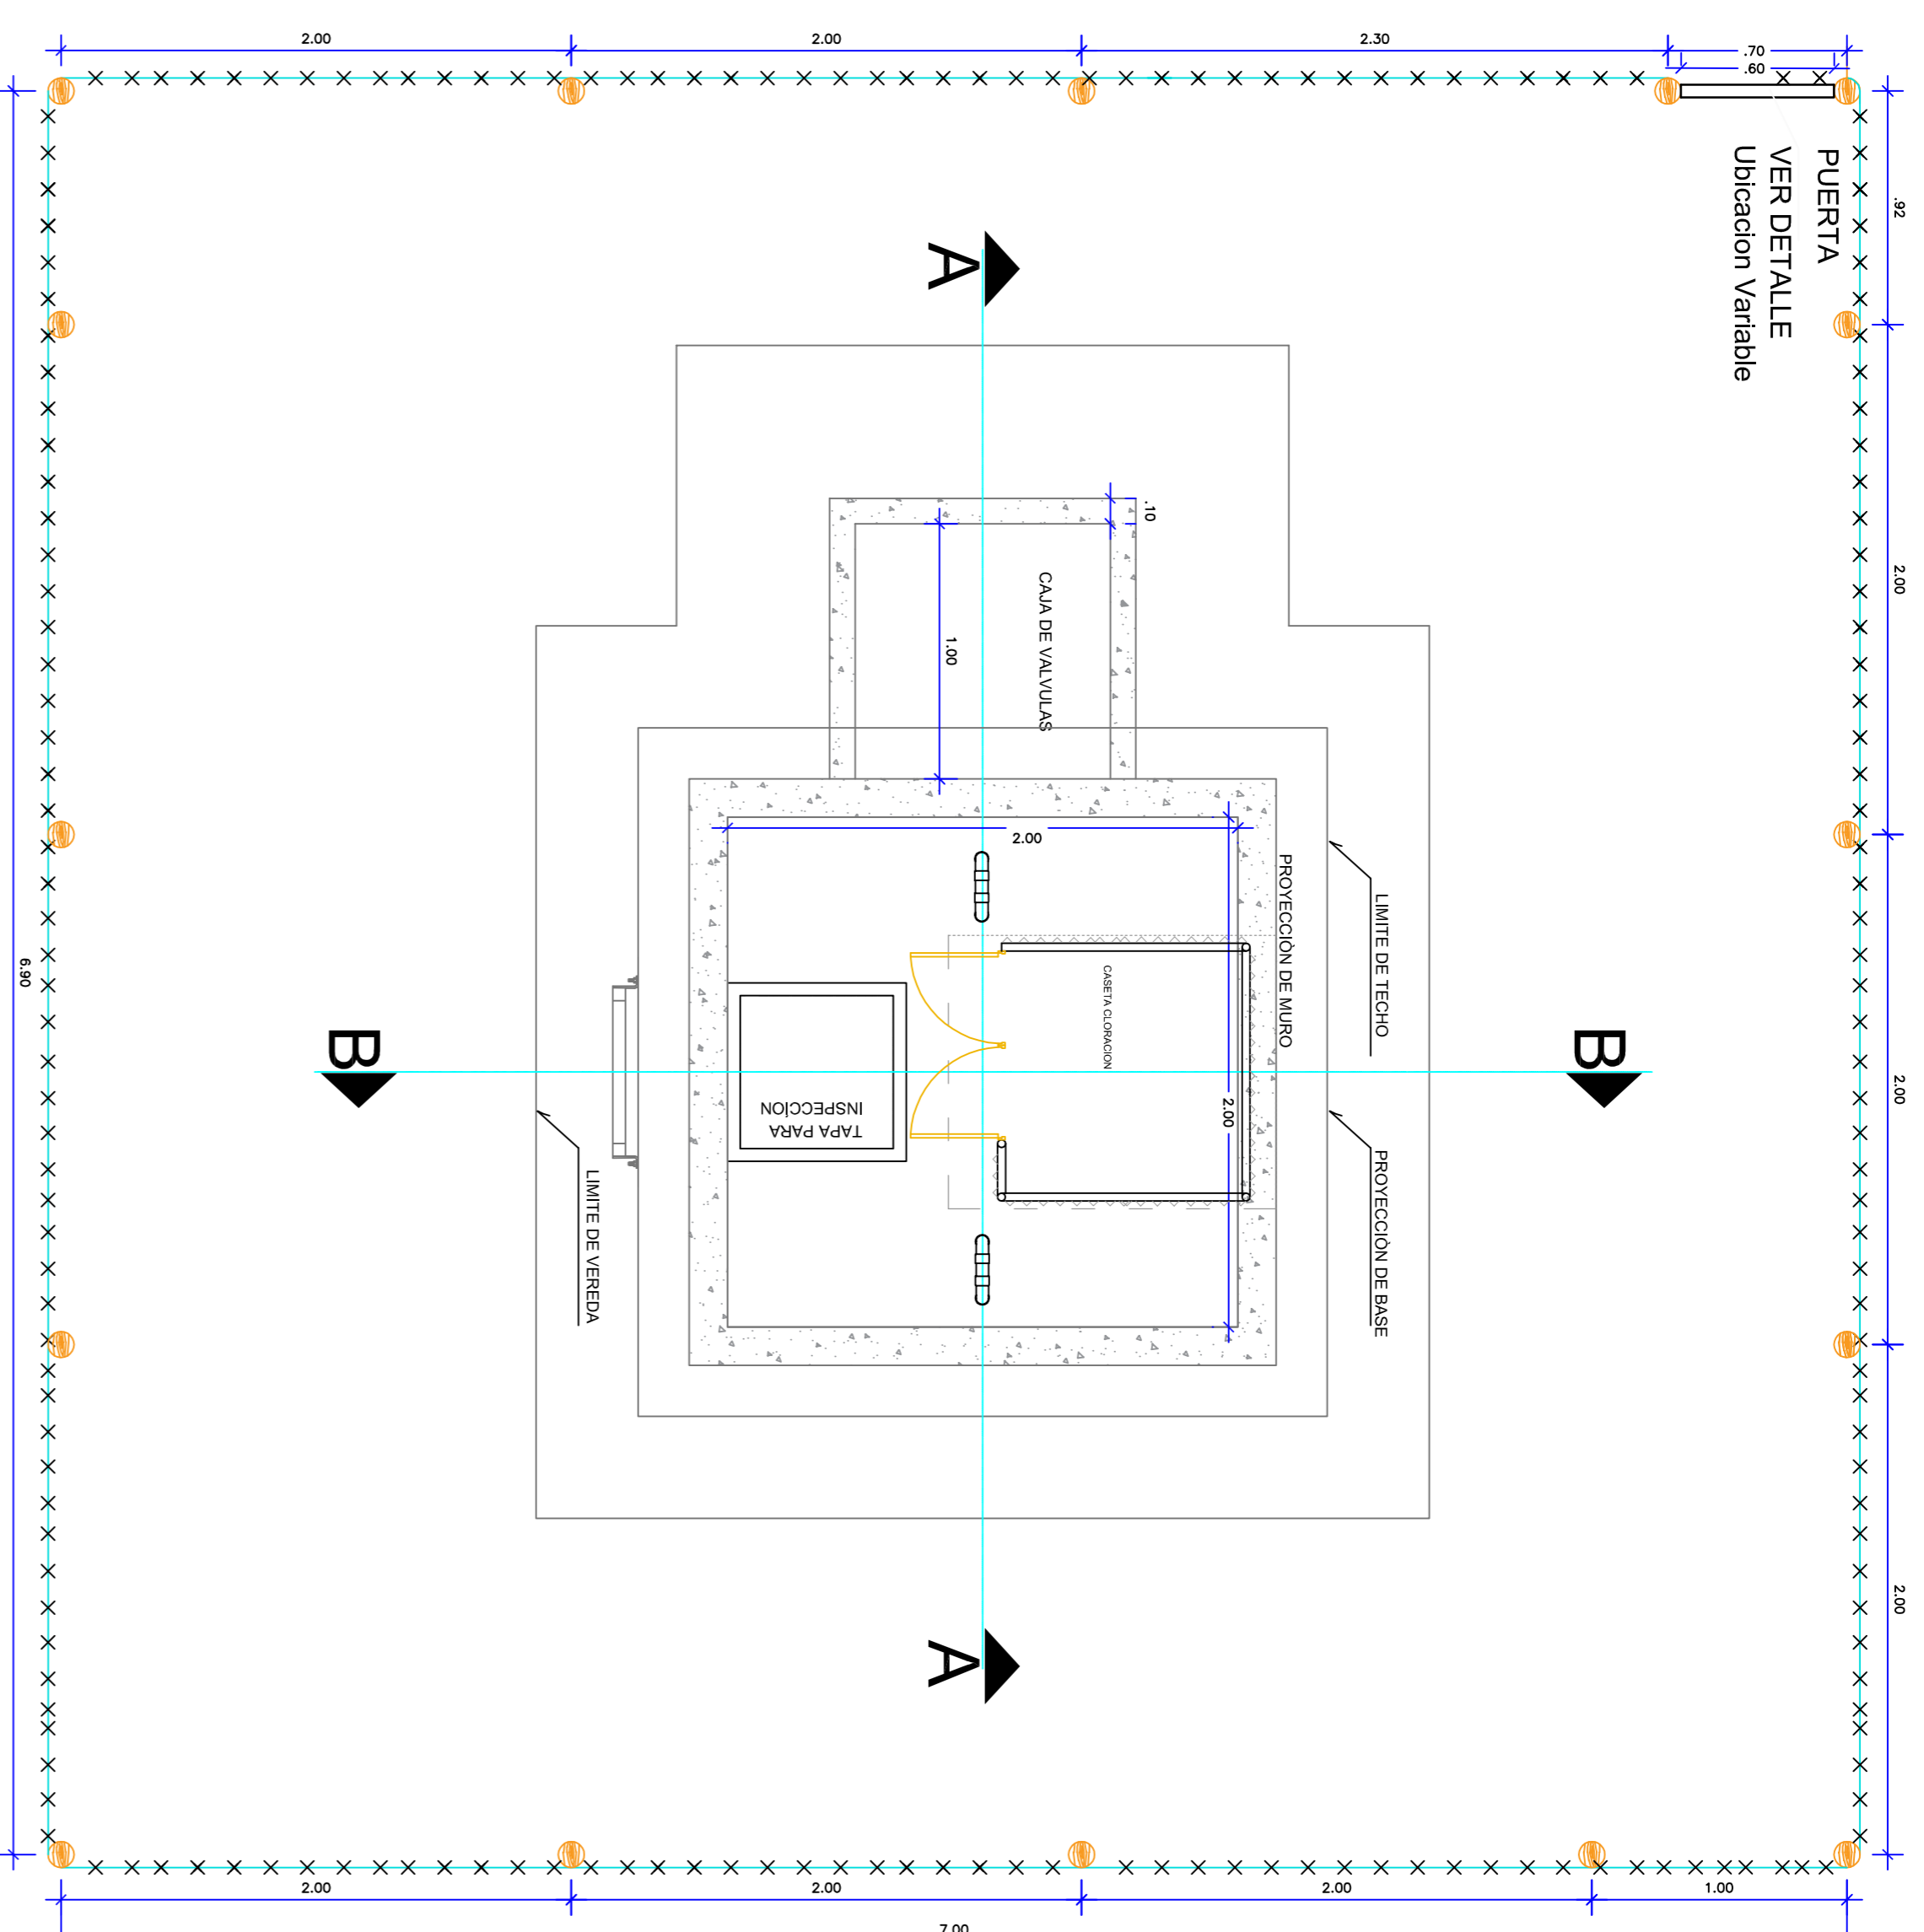 2.00
2.00
2.30
.70
.60
PUERTA
VER DETALLE
Ubicacion Variable
.92
2.00
2.00
2.00
A
.10
CAJA DE VALVULAS
1.00
2.00
PROYECCIÒN DE MURO
LIMITE DE TECHO
CASETA CLORACION
2.00
6.90
B
B
TAPA PARA
INSPECCÍON
LIMITE DE VEREDA
PROYECCIÒN DE BASE
A
2.00
2.00
2.00
1.00
7.00